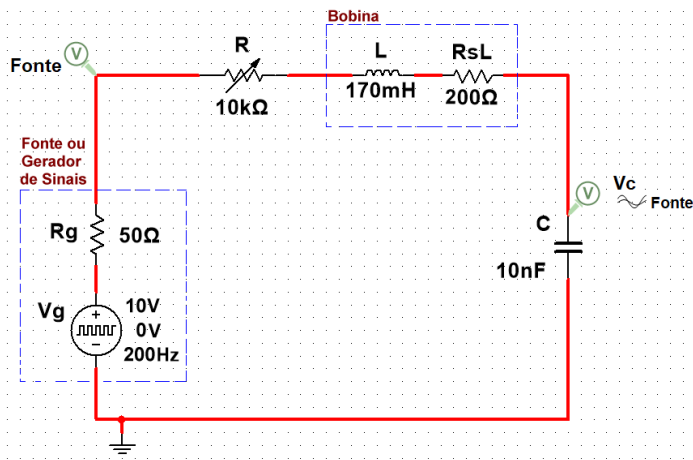 Bobina
R
L
RsL
Fonte
V
10kΩ
170mH
200Ω
Fonte ou
Gerador
de Sinais
V
Vc
Fonte
Rg
50Ω
C
10nF
Vg
+
10V
0V
200Hz